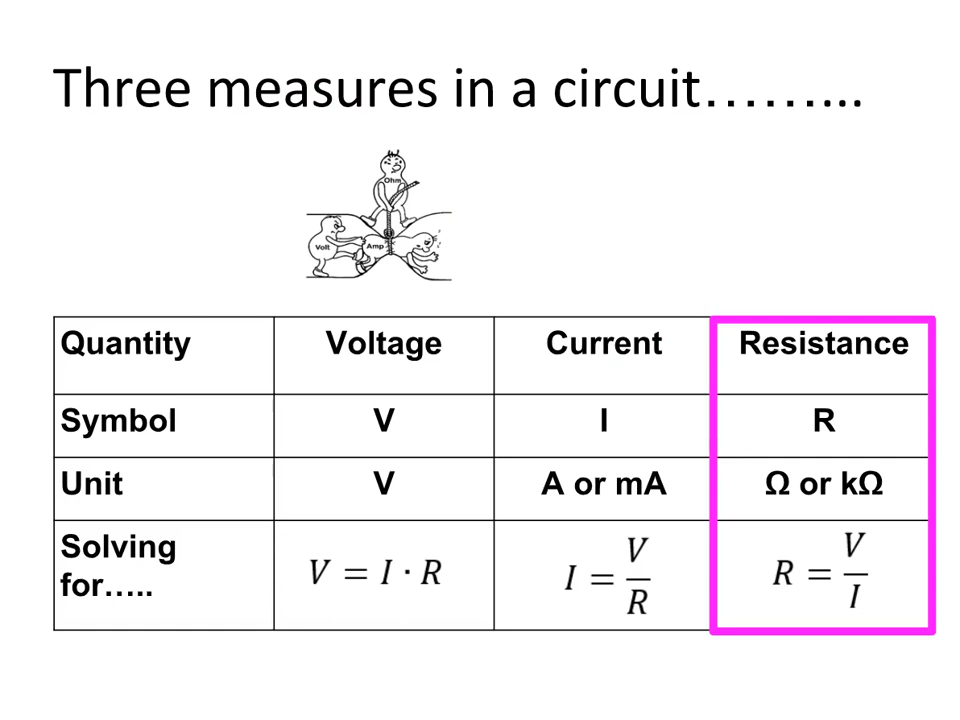 Three measures in a circuit……...
Ohm
Volt
Amp
Quantity Voltage Current Resistance
Symbol V I R
Unit V A or mA Ω or kΩ
Solving for….. V = I · R I = V/R R = V/I